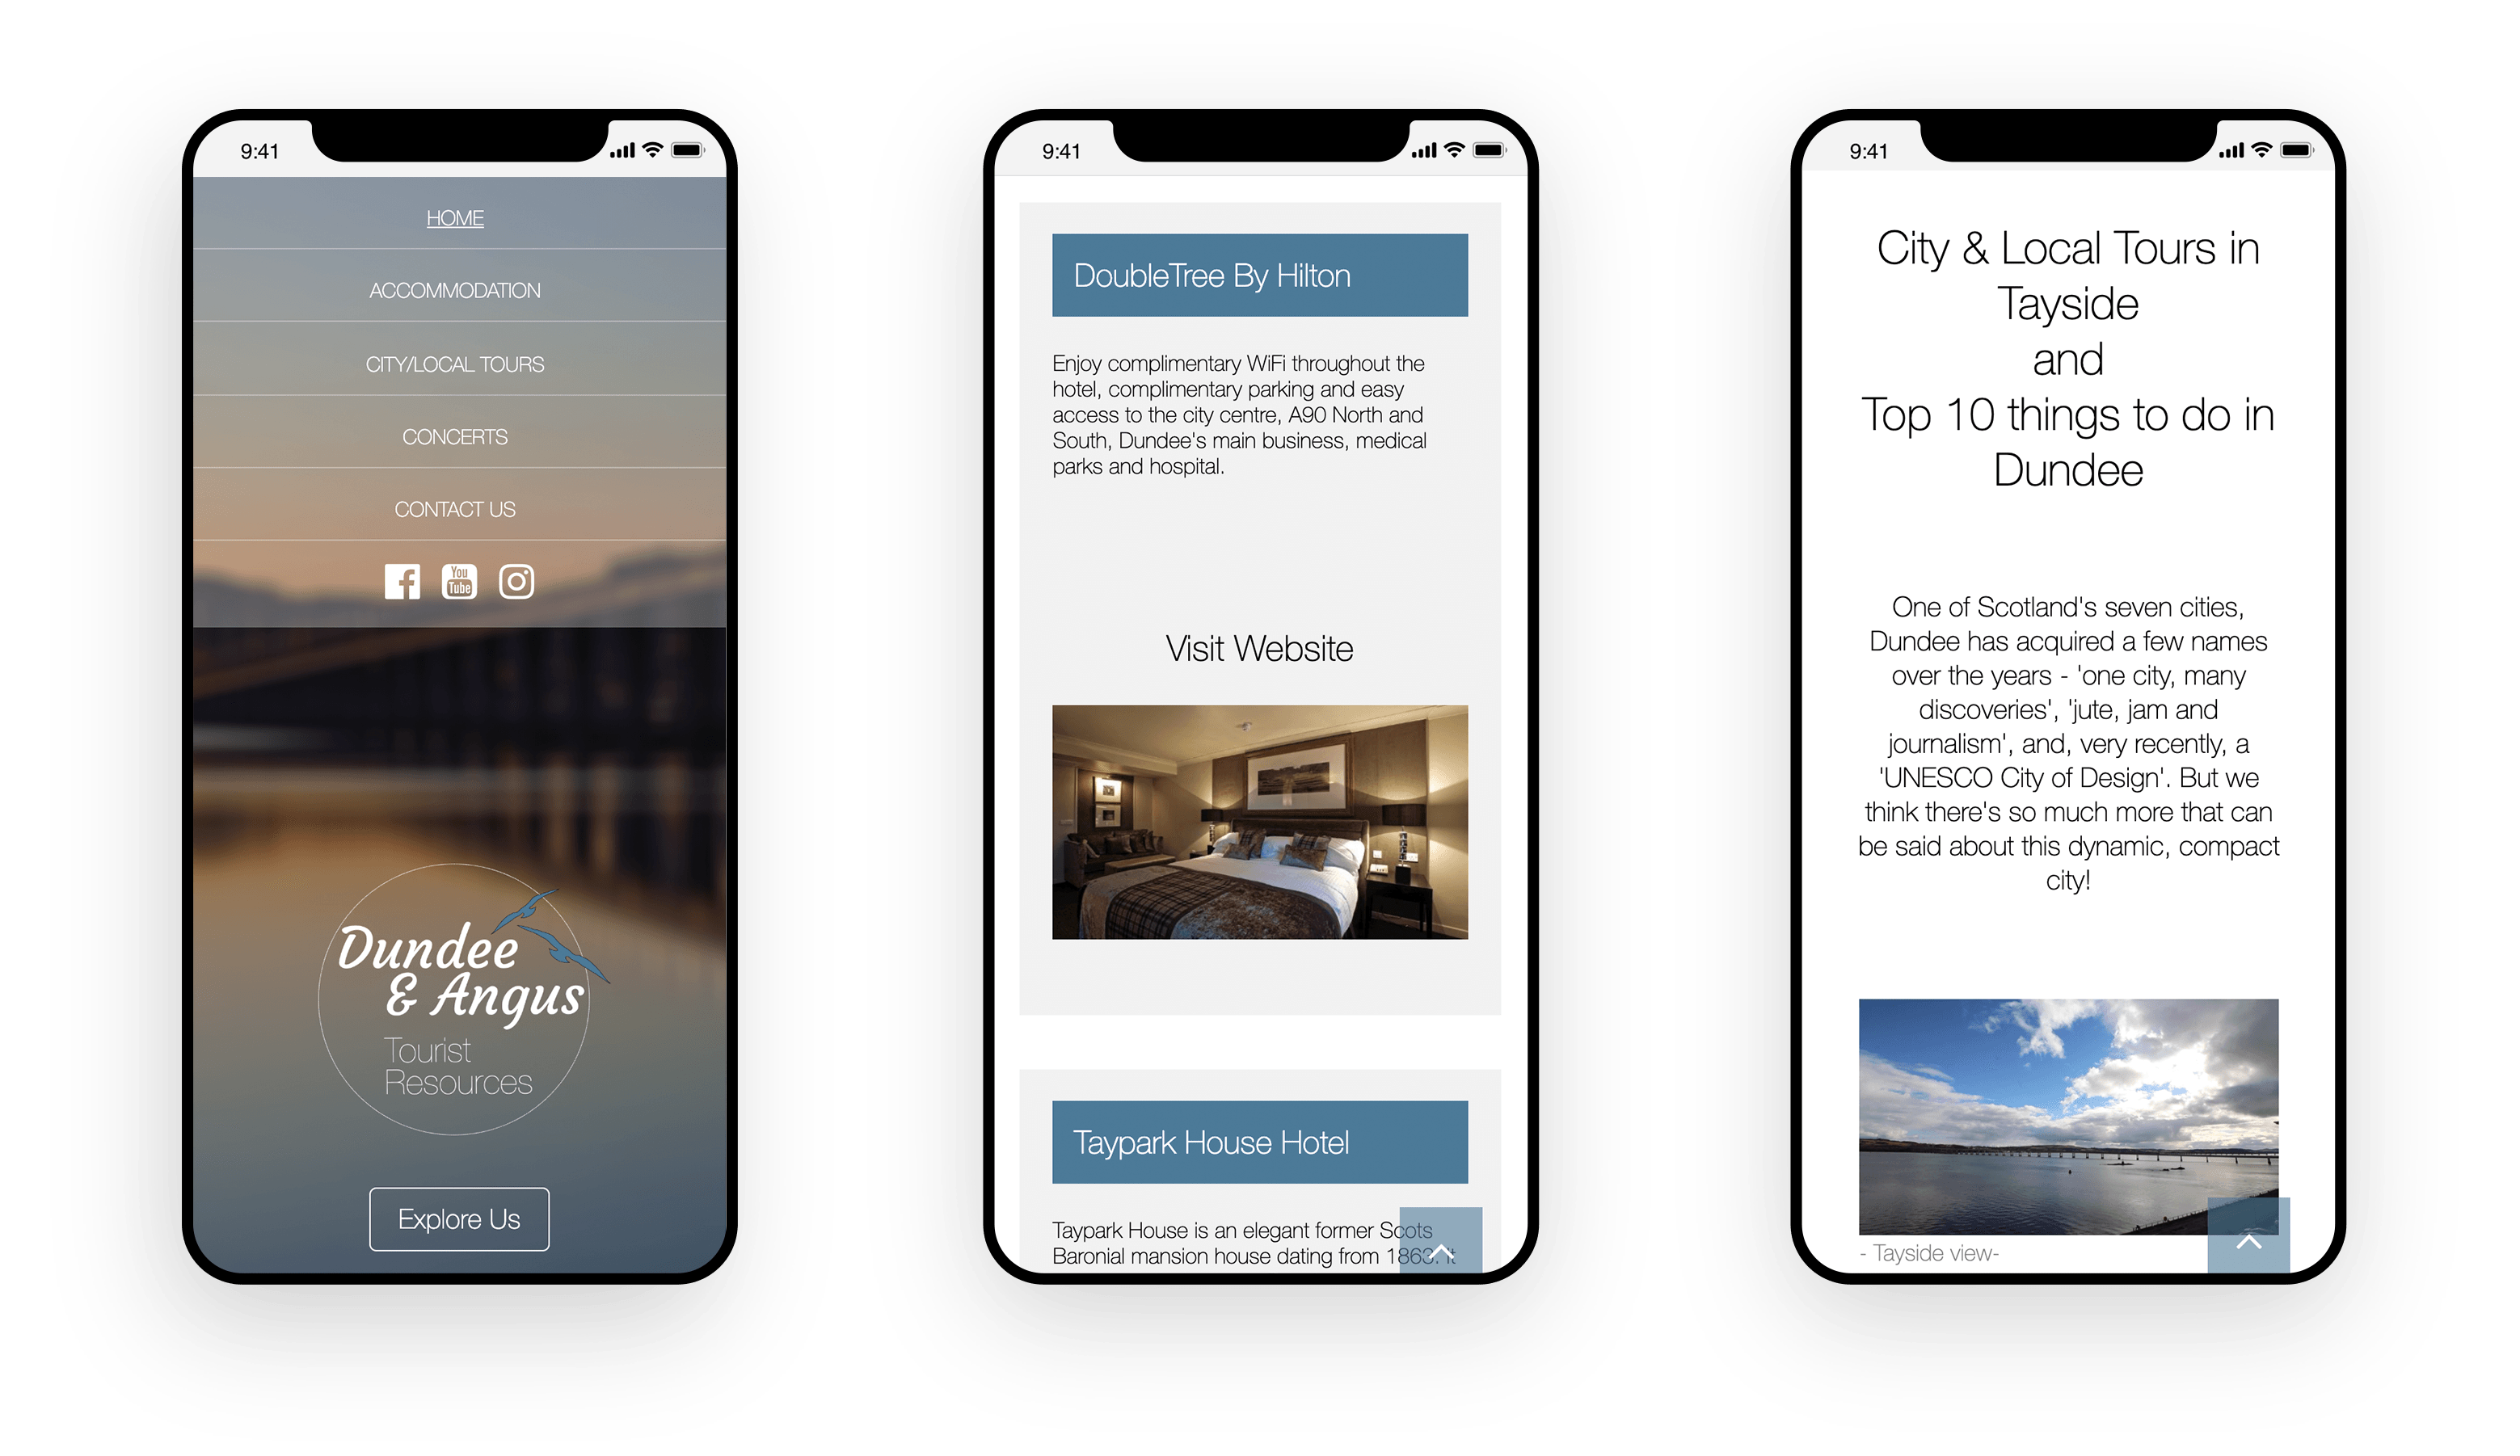 9:41
HOME
ACCOMMODATION
CITY/LOCAL TOURS
CONCERTS
CONTACT US
You
Tube
Dundee
& Angus
Tourist
Resources
Explore Us
9:41
DoubleTree By Hilton
Enjoy complimentary WiFi throughout the
hotel, complimentary parking and easy
access to the city centre, A90 North and
South, Dundee's main business, medical
parks and hospital.
Visit Website
Taypark House Hotel
Taypark House is an elegant former Scots
Baronial mansion house dating from 1863. It
9:41
City & Local Tours in
Tayside
and
Top 10 things to do in
Dundee
One of Scotland's seven cities,
Dundee has acquired a few names
over the years - 'one city, many
discoveries', 'jute, jam and
journalism', and, very recently, a
'UNESCO City of Design'. But we
think there's so much more that can
be said about this dynamic, compact
city!
- Tayside view-